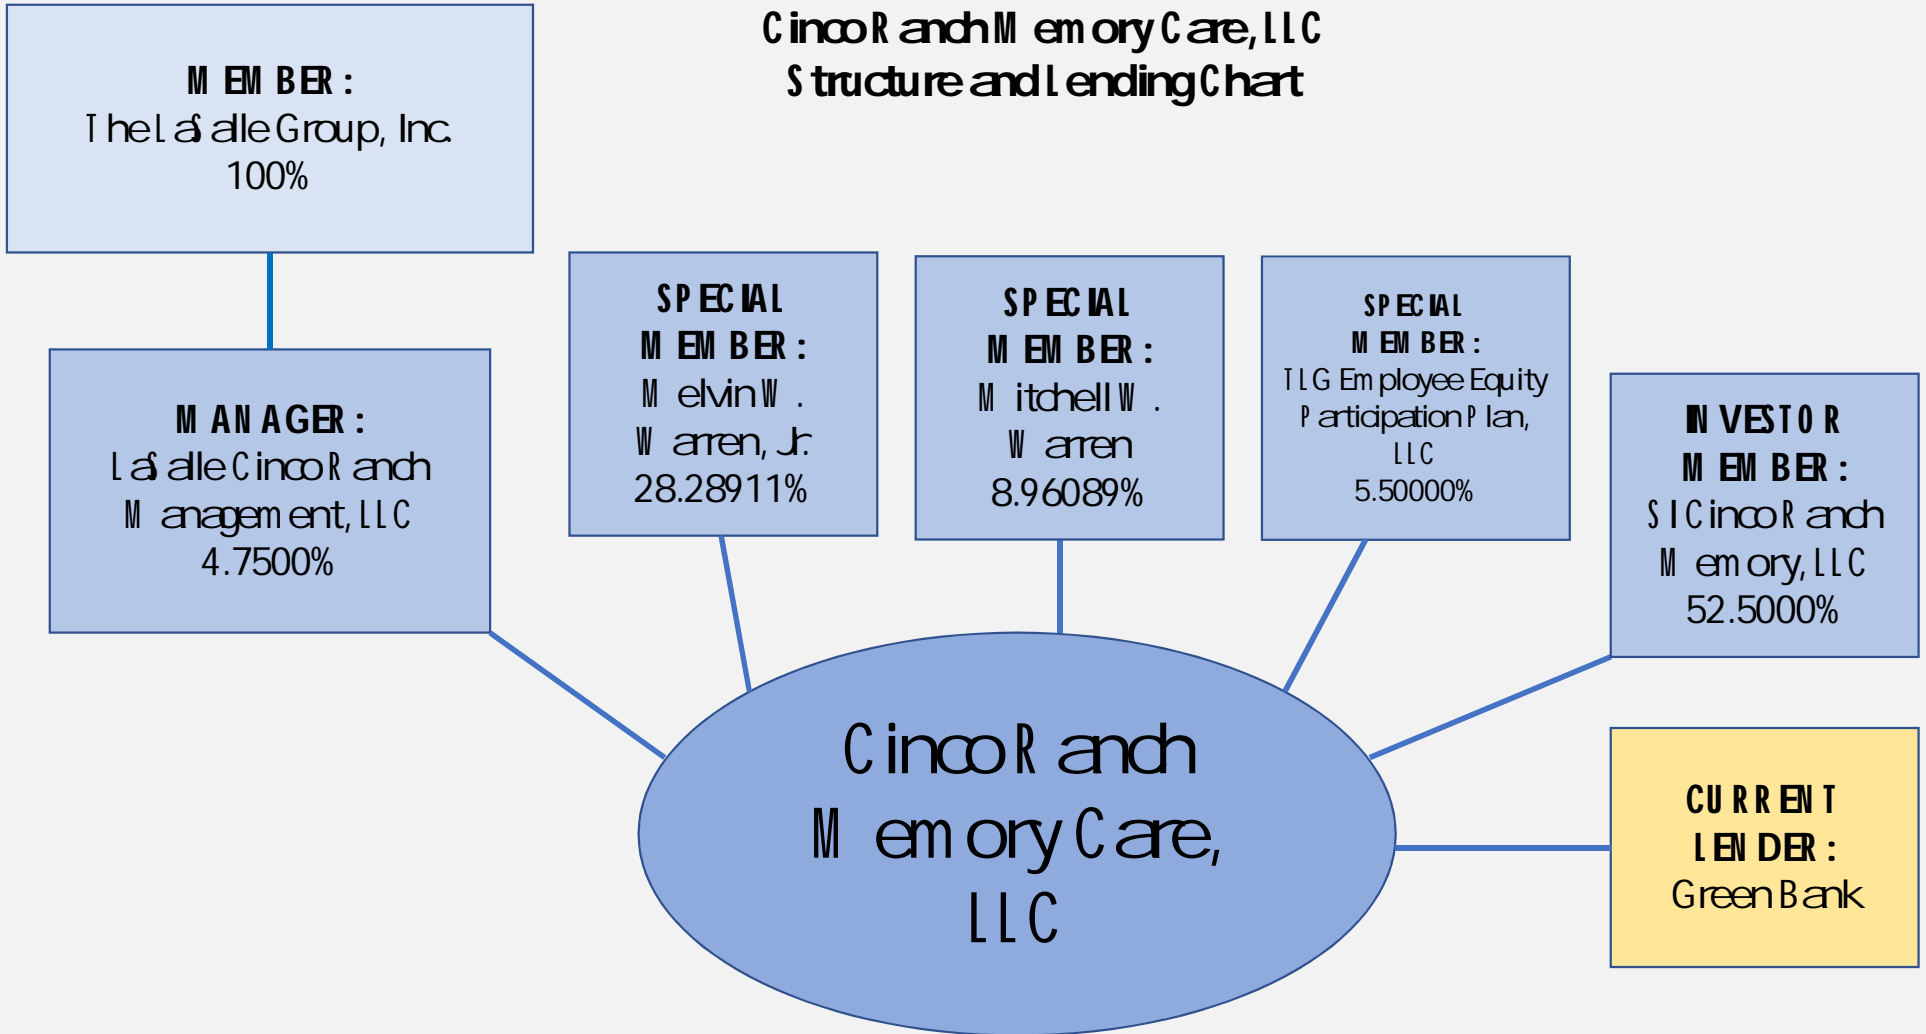 Cinco Ranch Memory Care, LLC
Structure and Lending Chart
MEMBER:
The LaSalle Group, Inc.
100%
MANAGER:
LaSalle Cinco Ranch
Management, LLC
4.7500%
SPECIAL
MEMBER:
Melvin W.
Warren, Jr.
28.28911%
SPECIAL
MEMBER:
Mitchell W.
Warren
8.96089%
SPECIAL
MEMBER:
TLG Employee Equity
Participation Plan,
LLC
5.50000%
INVESTOR
MEMBER:
SI Cinco Ranch
Memory, LLC
52.5000%
Cinco Ranch
Memory Care,
LLC
CURRENT
LENDER:
Green Bank